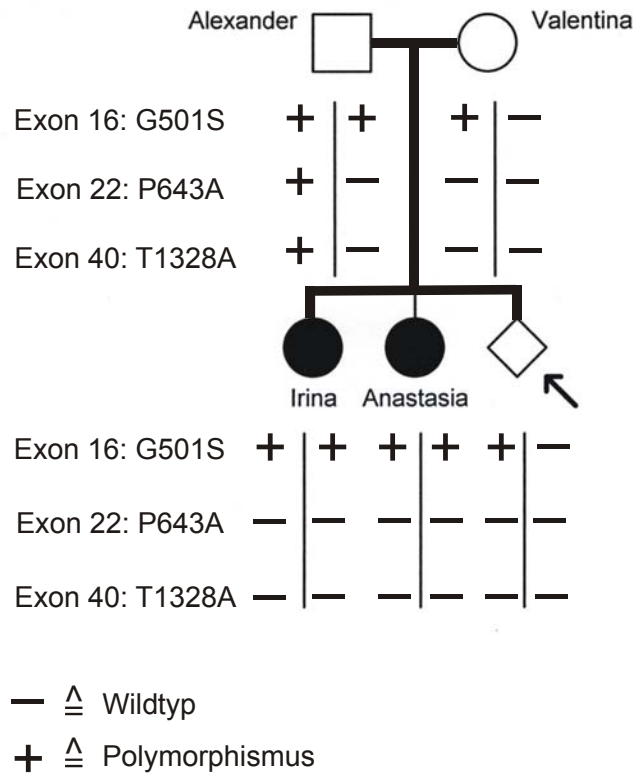 Alexander Valentina
Exon 16: G501S + + + −
Exon 22: P643A + − − −
Exon 40: T1328A + − − −
Irina Anastasia
Exon 16: G501S + + + + + −
Exon 22: P643A − − − − − −
Exon 40: T1328A − − − − − −
− ≙ Wildtyp
+ ≙ Polymorphismus